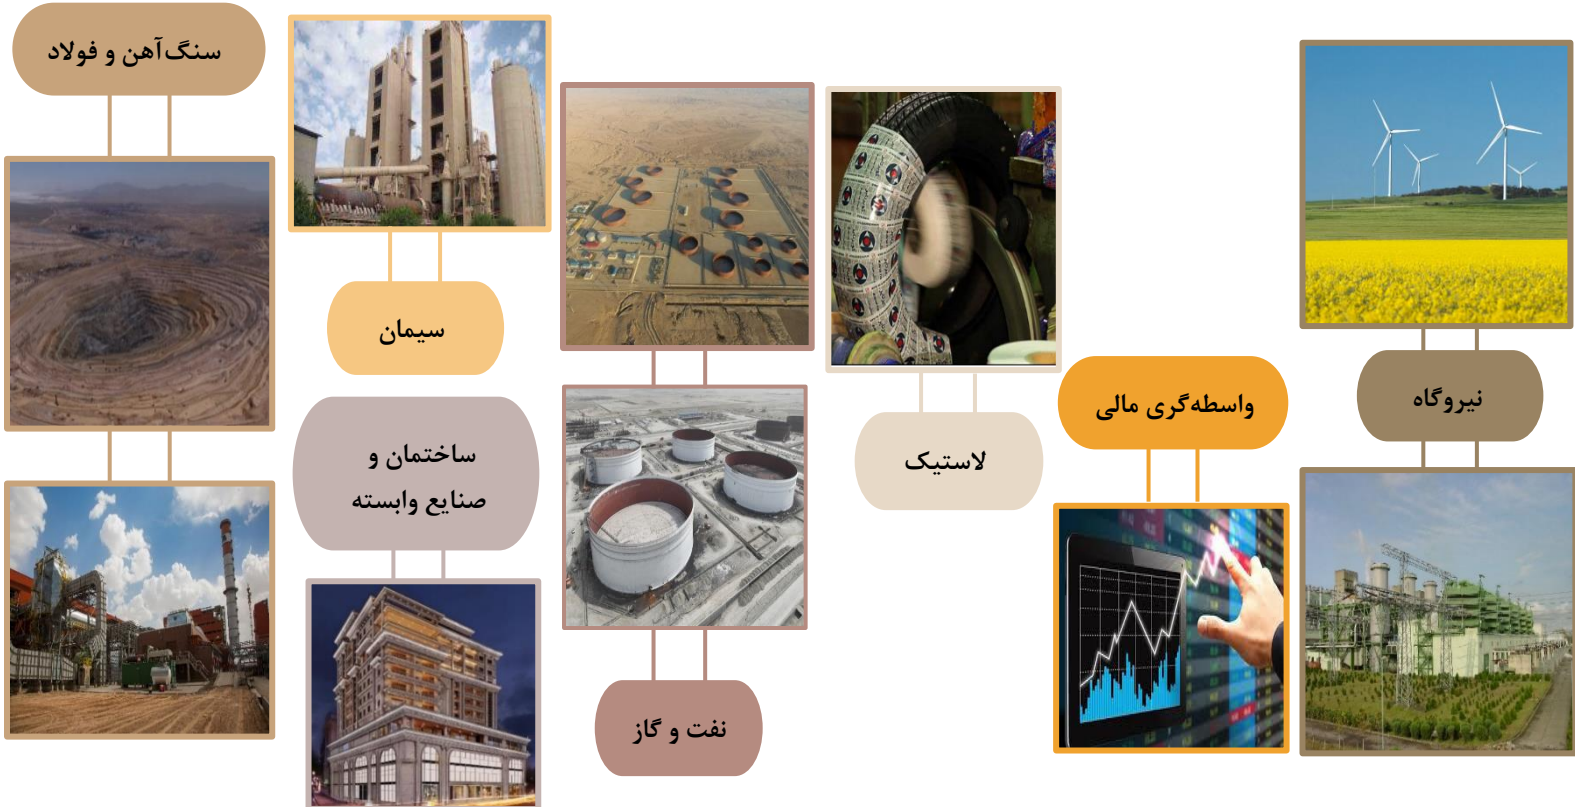 سنگ‌آهن و فولاد
سیمان
ساختمان و
صنایع وابسته
نفت و گاز
لاستیک
واسطه‌گری مالی
نیروگاه